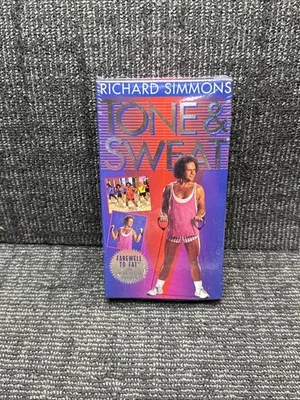 RICHARD SIMMONS
TONE &
SWEAT
FAREWELL
TO FAT